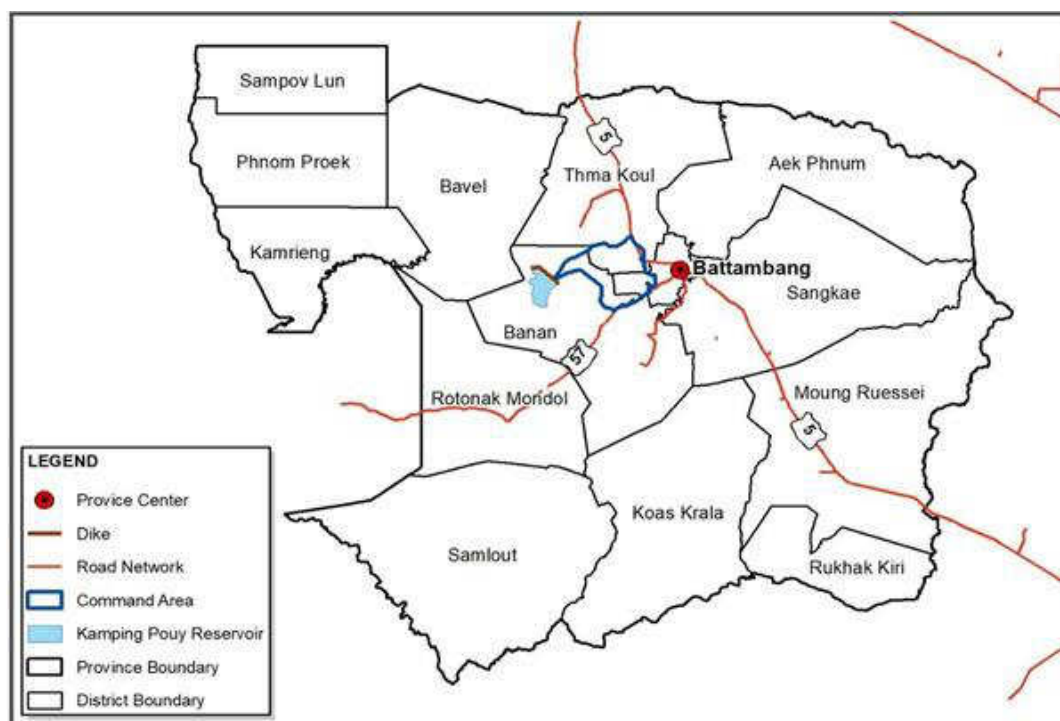 Sampov Lun
5
Phnom Proek
Aek Phnum
Thma Koul
Bavel
Kamrieng
Battambang
Sangkae
Banan
57
Rotonak Mondol
Moung Ruessei
5
LEGEND
Provice Center
Dike
Road Network
Command Area
Kamping Pouy Reservoir
Province Boundary
District Boundary
Koas Krala
Samlout
Rukhak Kiri